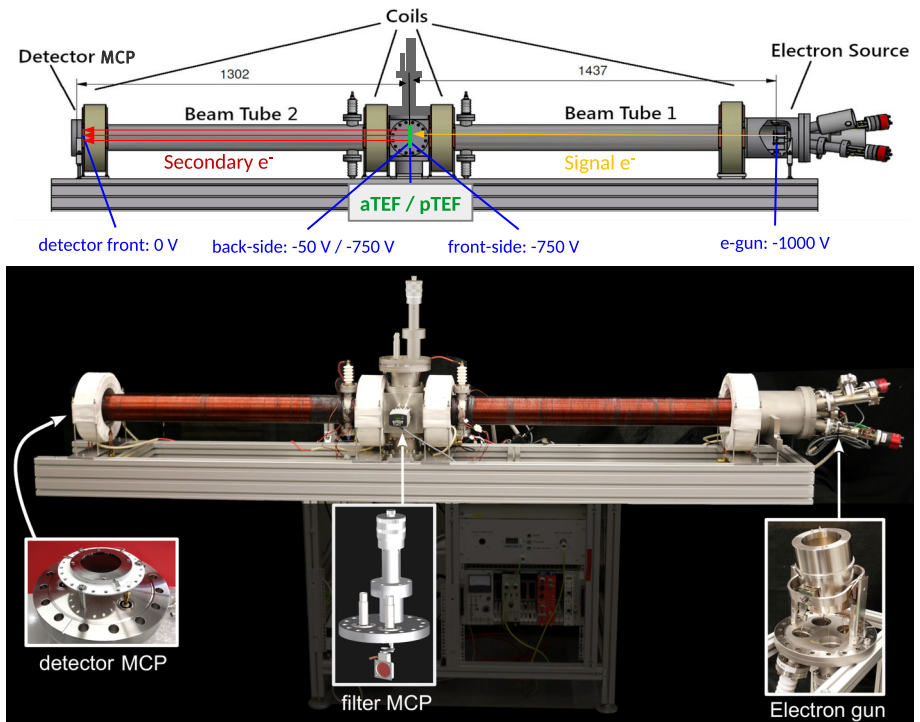 Coils
Detector MCP
Electron Source
1302
1437
Beam Tube 2
Beam Tube 1
Secondary e-
Signal e-
aTEF / pTEF
detector front: 0 V
back-side: -50 V / -750 V
front-side: -750 V
e-gun: -1000 V
detector MCP
filter MCP
Electron gun